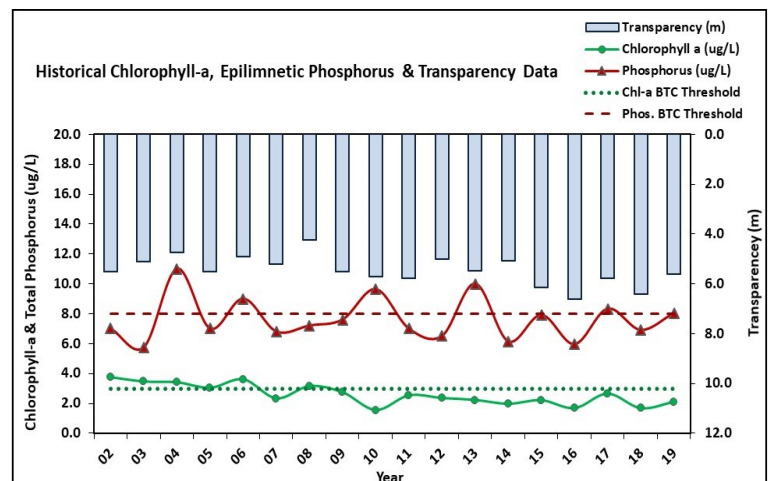 Historical Chlorophyll-a, Epilimnetic Phosphorus & Transparency Data
Transparency (m)
Chlorophyll a (ug/L)
Phosphorus (ug/L)
Chl-a BTC Threshold
Phos. BTC Threshold
Chlorophyll-a & Total Phosphorus (ug/L)
20.0
18.0
16.0
14.0
12.0
10.0
8.0
6.0
4.0
2.0
0.0
0.0
2.0
4.0
6.0
8.0
10.0
12.0
Transparencey (m)
02 03 04 05 06 07 08 09 10 11 12 13 14 15 16 17 18 19
Year